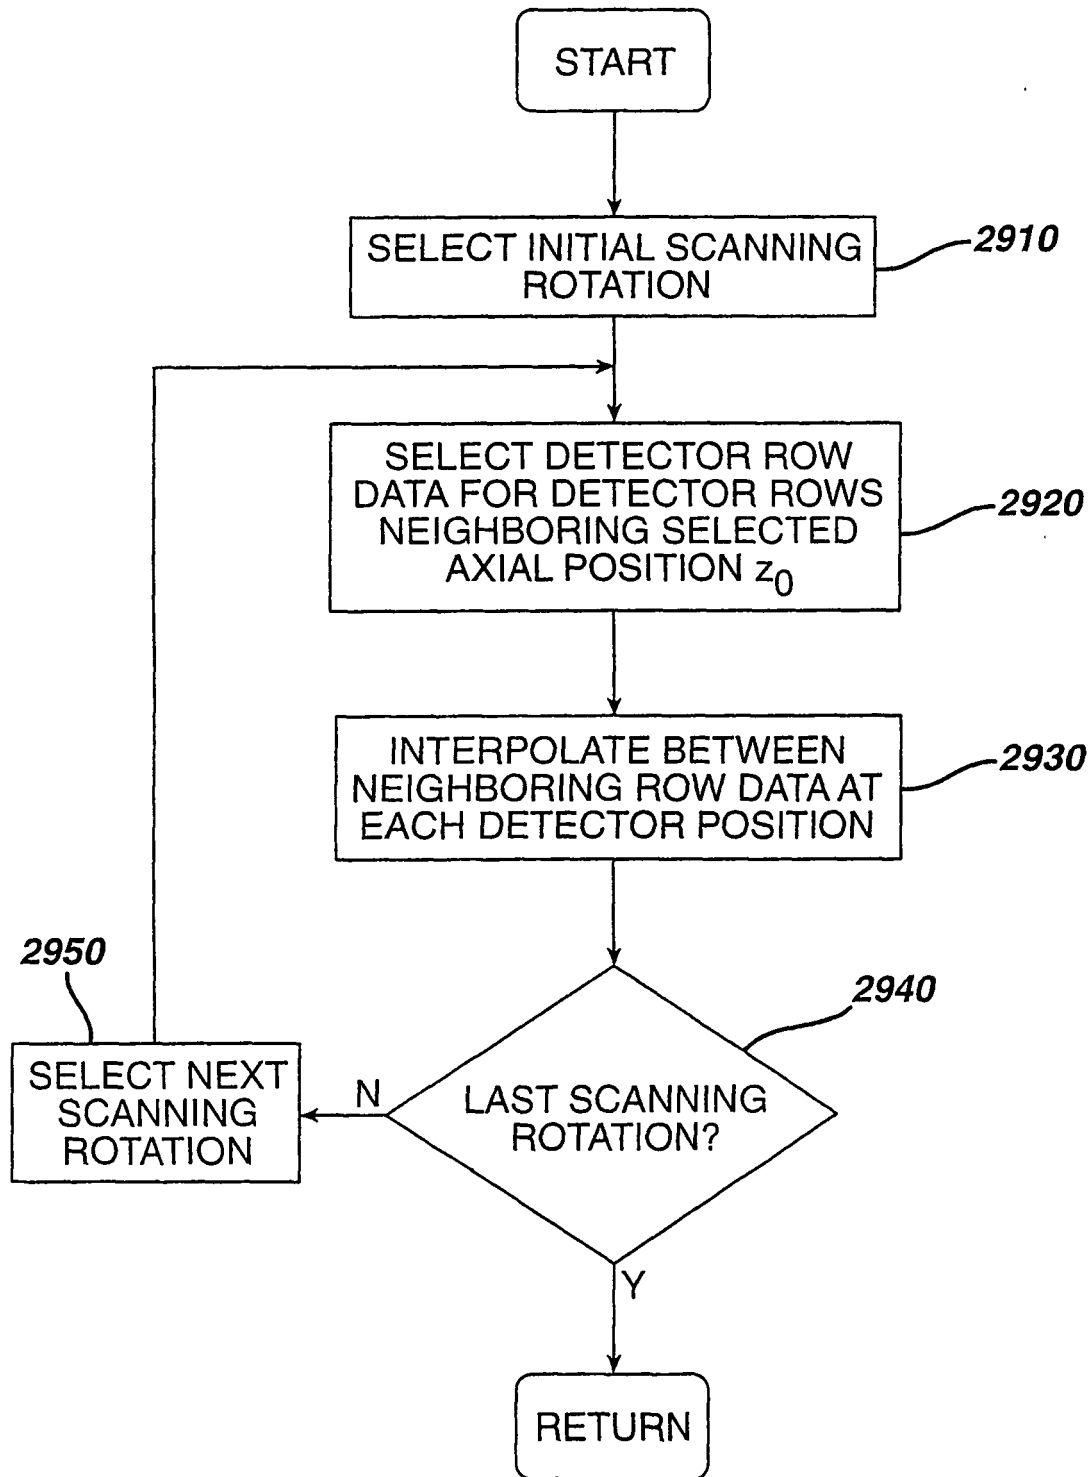 START
SELECT INITIAL SCANNING
ROTATION
2910
SELECT DETECTOR ROW
DATA FOR DETECTOR ROWS
NEIGHBORING SELECTED
AXIAL POSITION z₀
2920
INTERPOLATE BETWEEN
NEIGHBORING ROW DATA AT
EACH DETECTOR POSITION
2930
2950
SELECT NEXT
SCANNING
ROTATION
N
LAST SCANNING
ROTATION?
2940
Y
RETURN